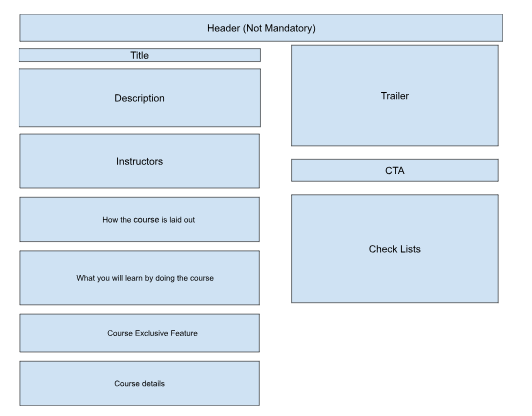 Header (Not Mandatory)
Title
Description
Instructors
How the course is laid out
What you will learn by doing the course
Course Exclusive Feature
Course details
Trailer
CTA
Check Lists